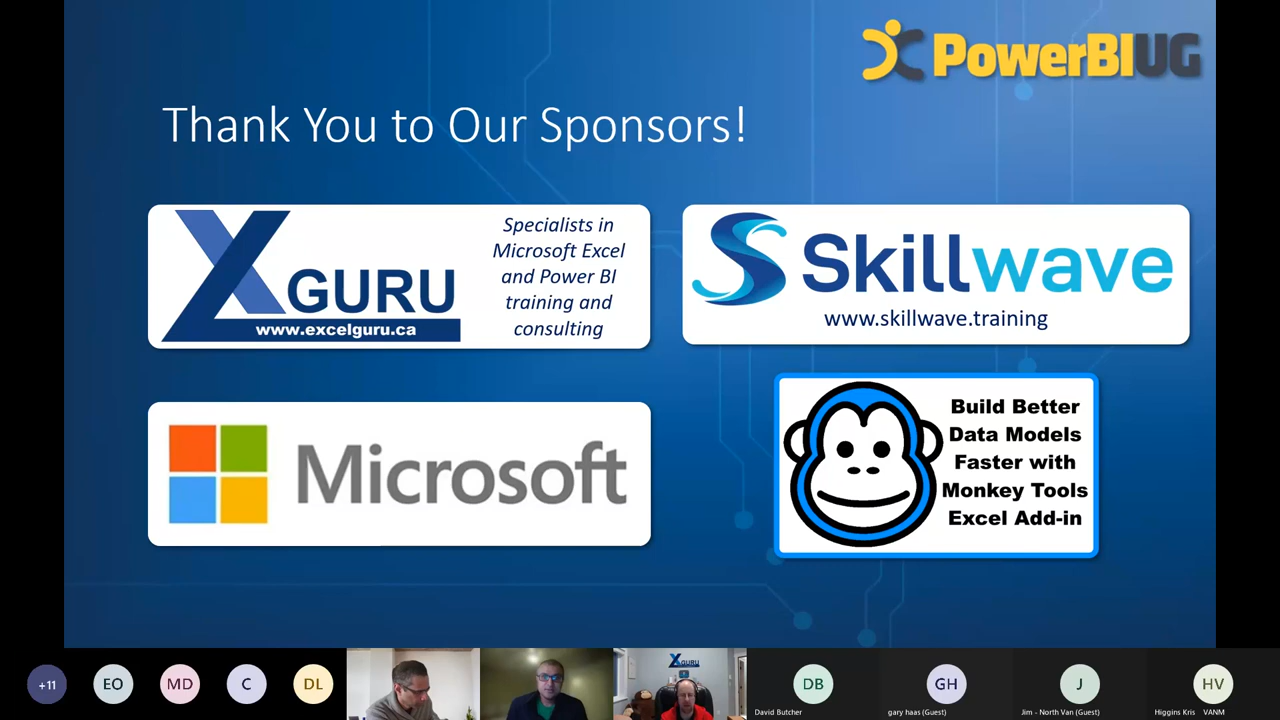 PowerBIUG
Thank You to Our Sponsors!
XGURU
www.excelguru.ca
Specialists in
Microsoft Excel
and Power BI
training and
consulting
Skillwave
www.skillwave.training
Microsoft
Build Better
Data Models
Faster with
Monkey Tools
Excel Add-in
+11
EO
MD
C
DL
XGURU
DB
David Butcher
GH
gary haas (Guest)
J
Jim - North Van (Guest)
HV
Higgins Kris VANM